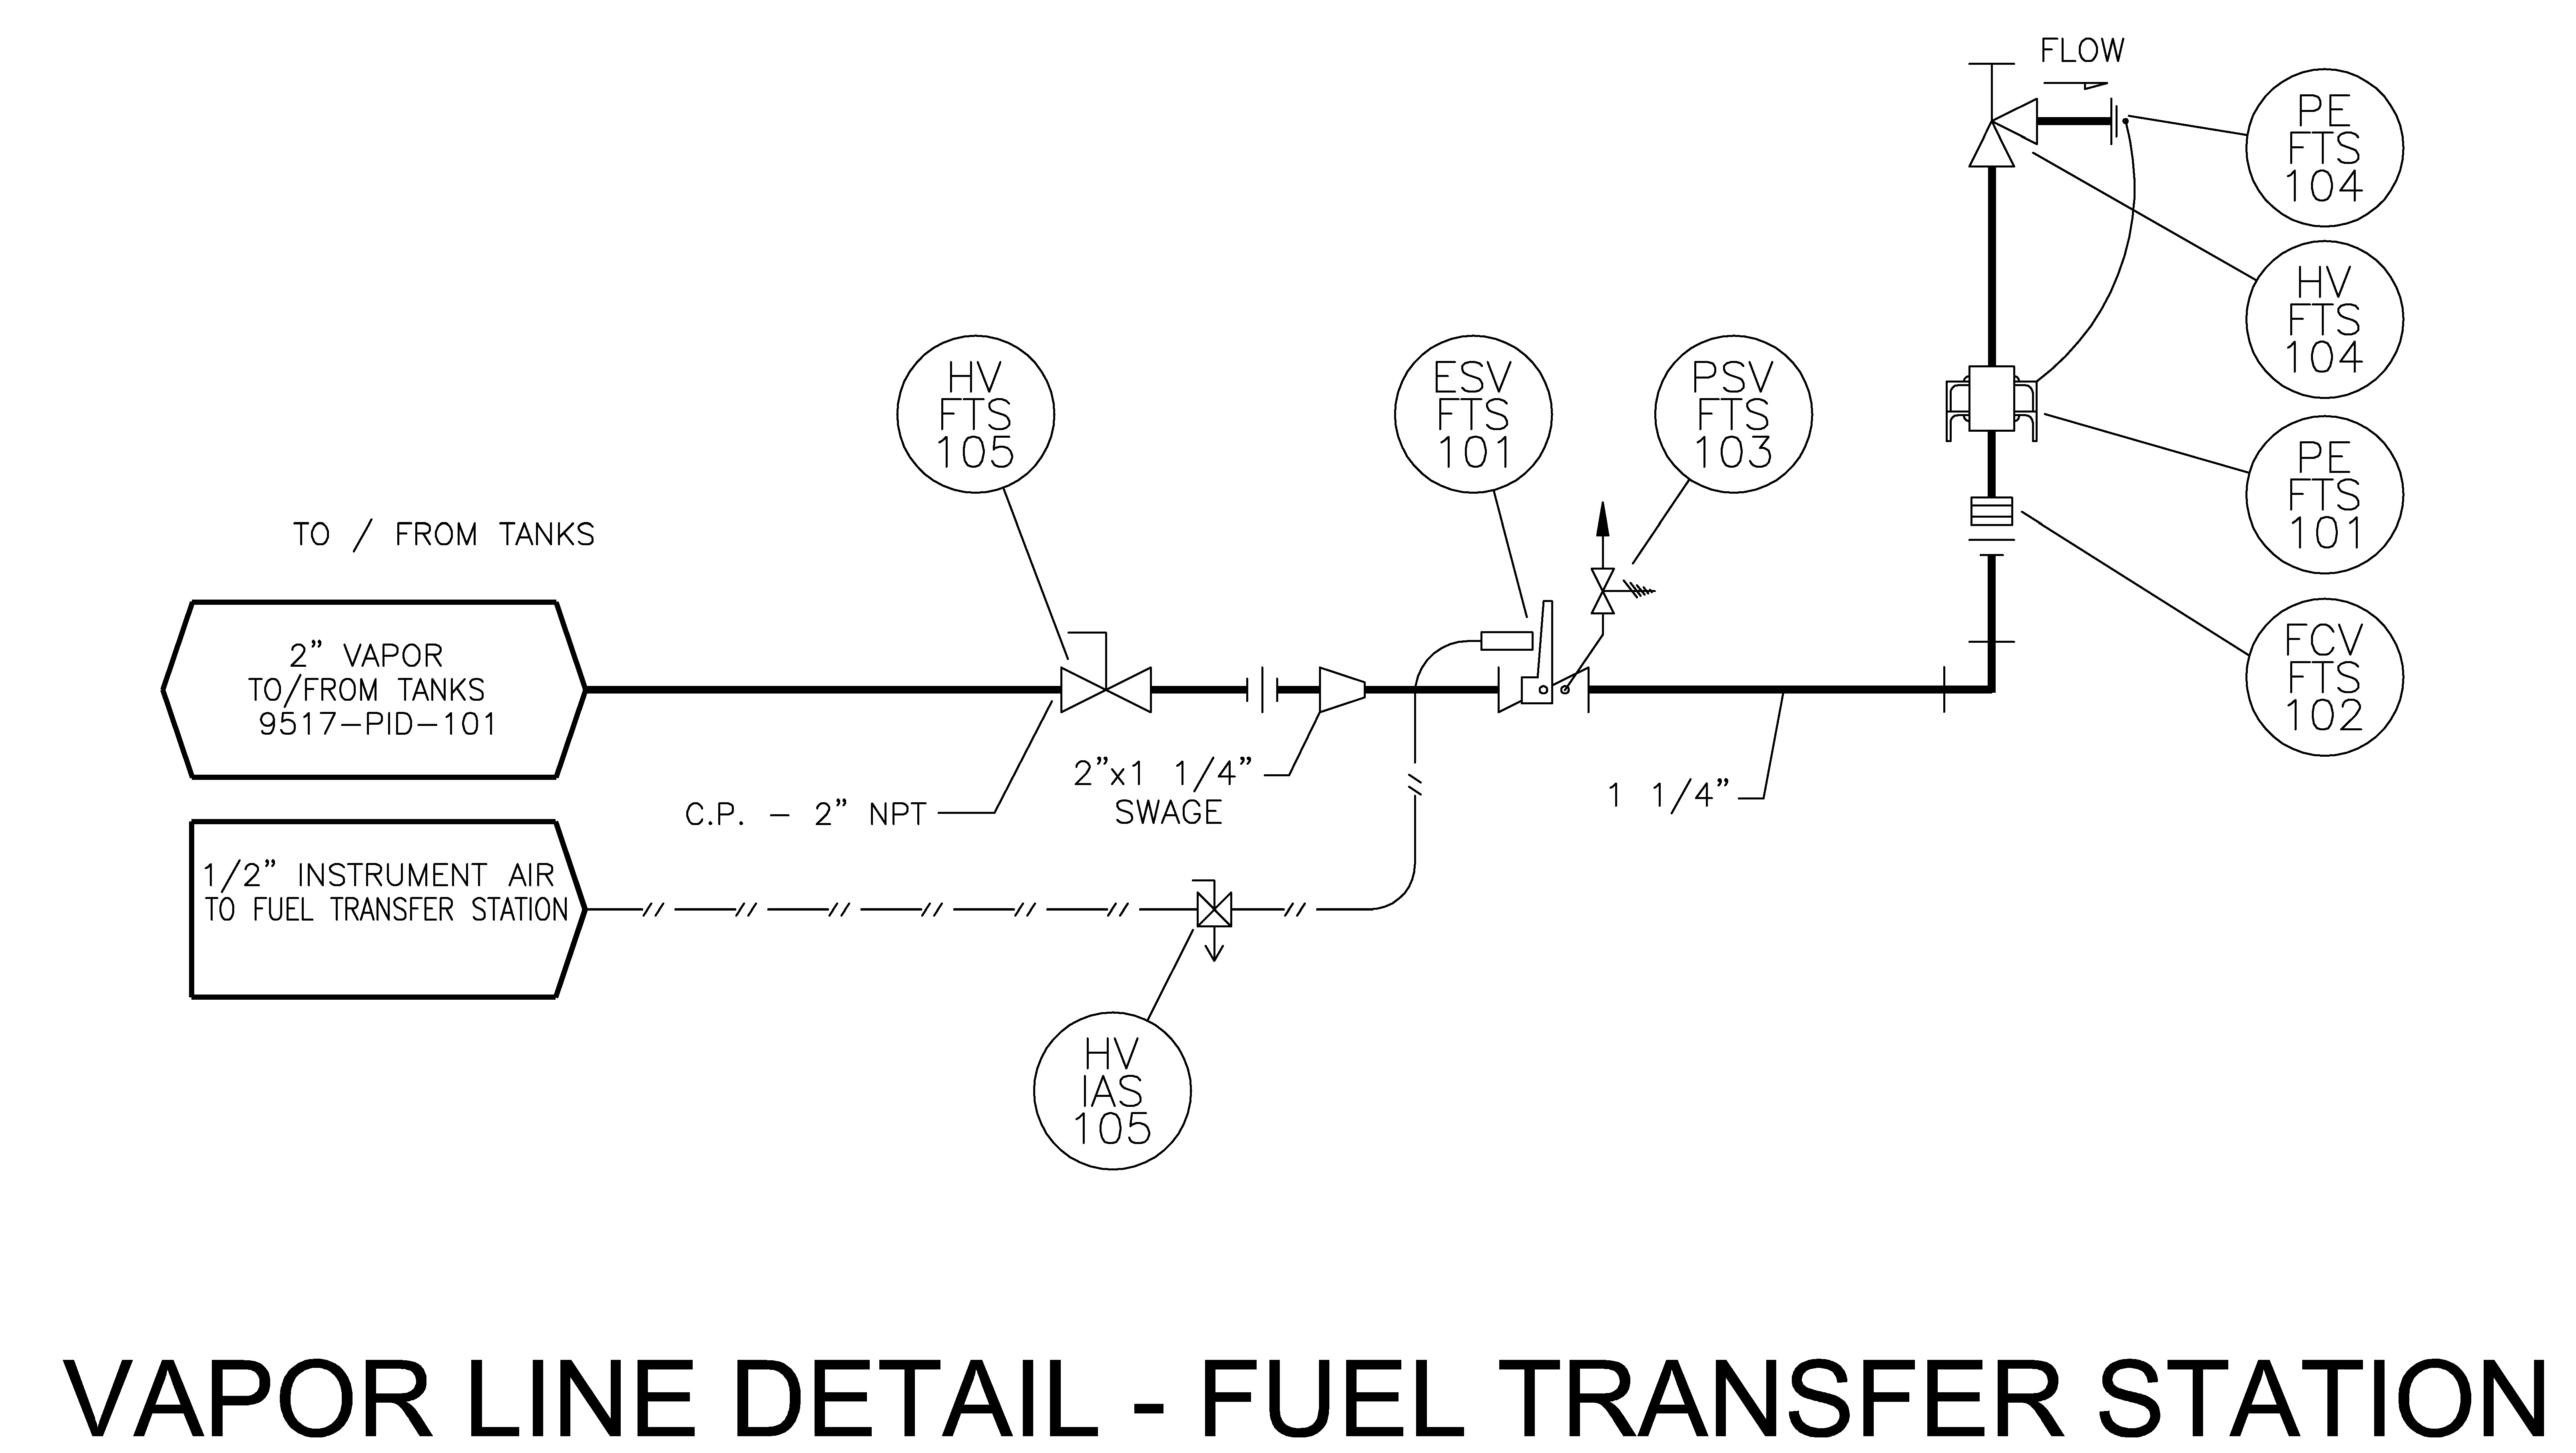 FLOW
PE
FTS
104
HV
FTS
104
HV
FTS
105
ESV
FTS
101
PSV
FTS
103
PE
FTS
101
TO / FROM TANKS
2” VAPOR
TO/FROM TANKS
9517-PID-101
FCV
FTS
102
2”x1 1/4”
SWAGE
1 1/4”
C.P. - 2” NPT
1/2” INSTRUMENT AIR
TO FUEL TRANSFER STATION
HV
IAS
105
VAPOR LINE DETAIL - FUEL TRANSFER STATION